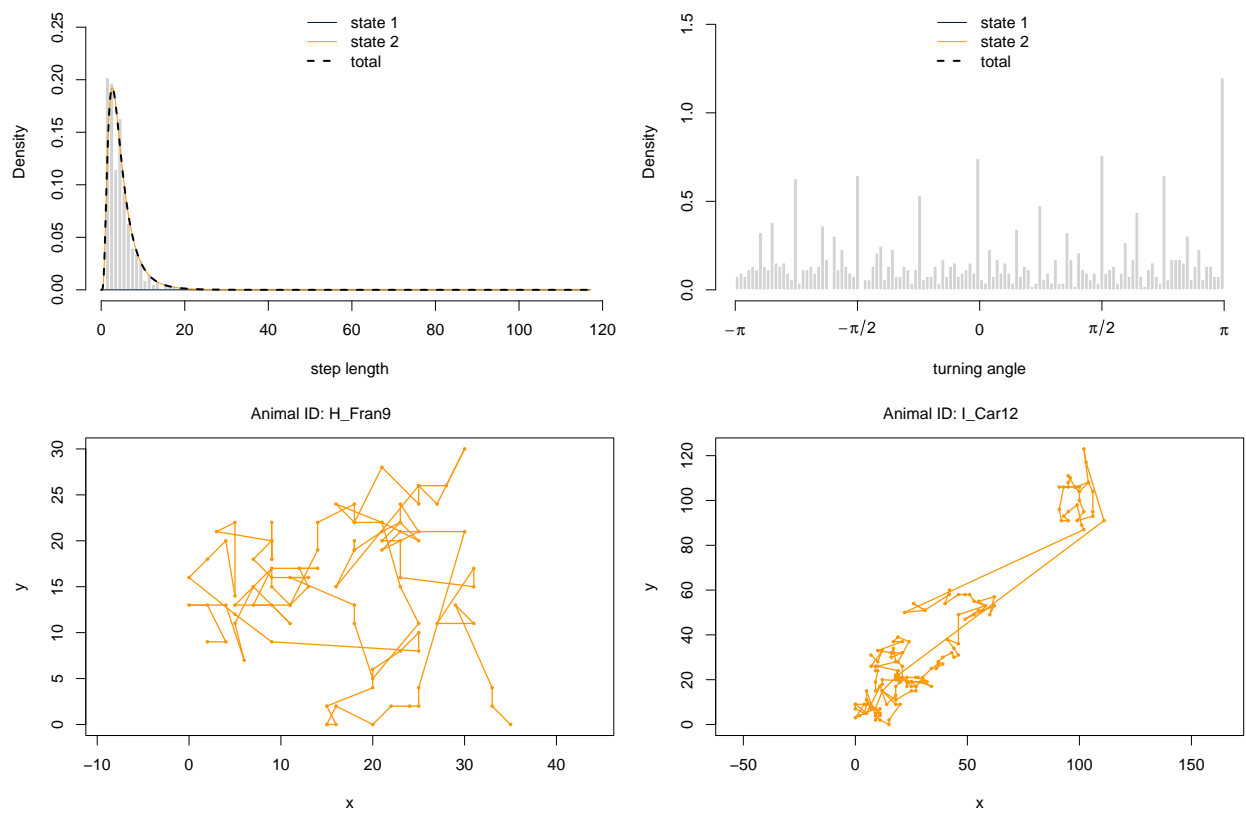 state 1
state 2
total
Density
0.00 0.05 0.10 0.15 0.20 0.25
0 20 40 60 80 100 120
step length
state 1
state 2
total
Density
0.0 0.5 1.0 1.5
−π −π/2 0 π/2 π
turning angle
Animal ID: H_Fran9
y
0 5 10 15 20 25 30
−10 0 10 20 30 40
x
Animal ID: I_Car12
y
0 20 40 60 80 100 120
−50 0 50 100 150
x